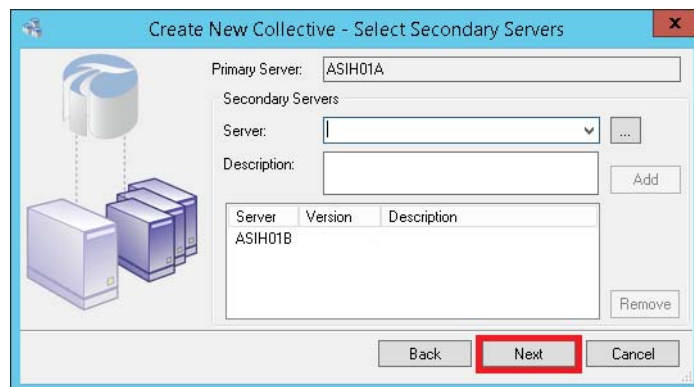 Create New Collective - Select Secondary Servers
x
Primary Server: ASIH01A
Secondary Servers
Server:
...
Description:
Add
Server Version Description
ASIH01B
Remove
Back Next Cancel